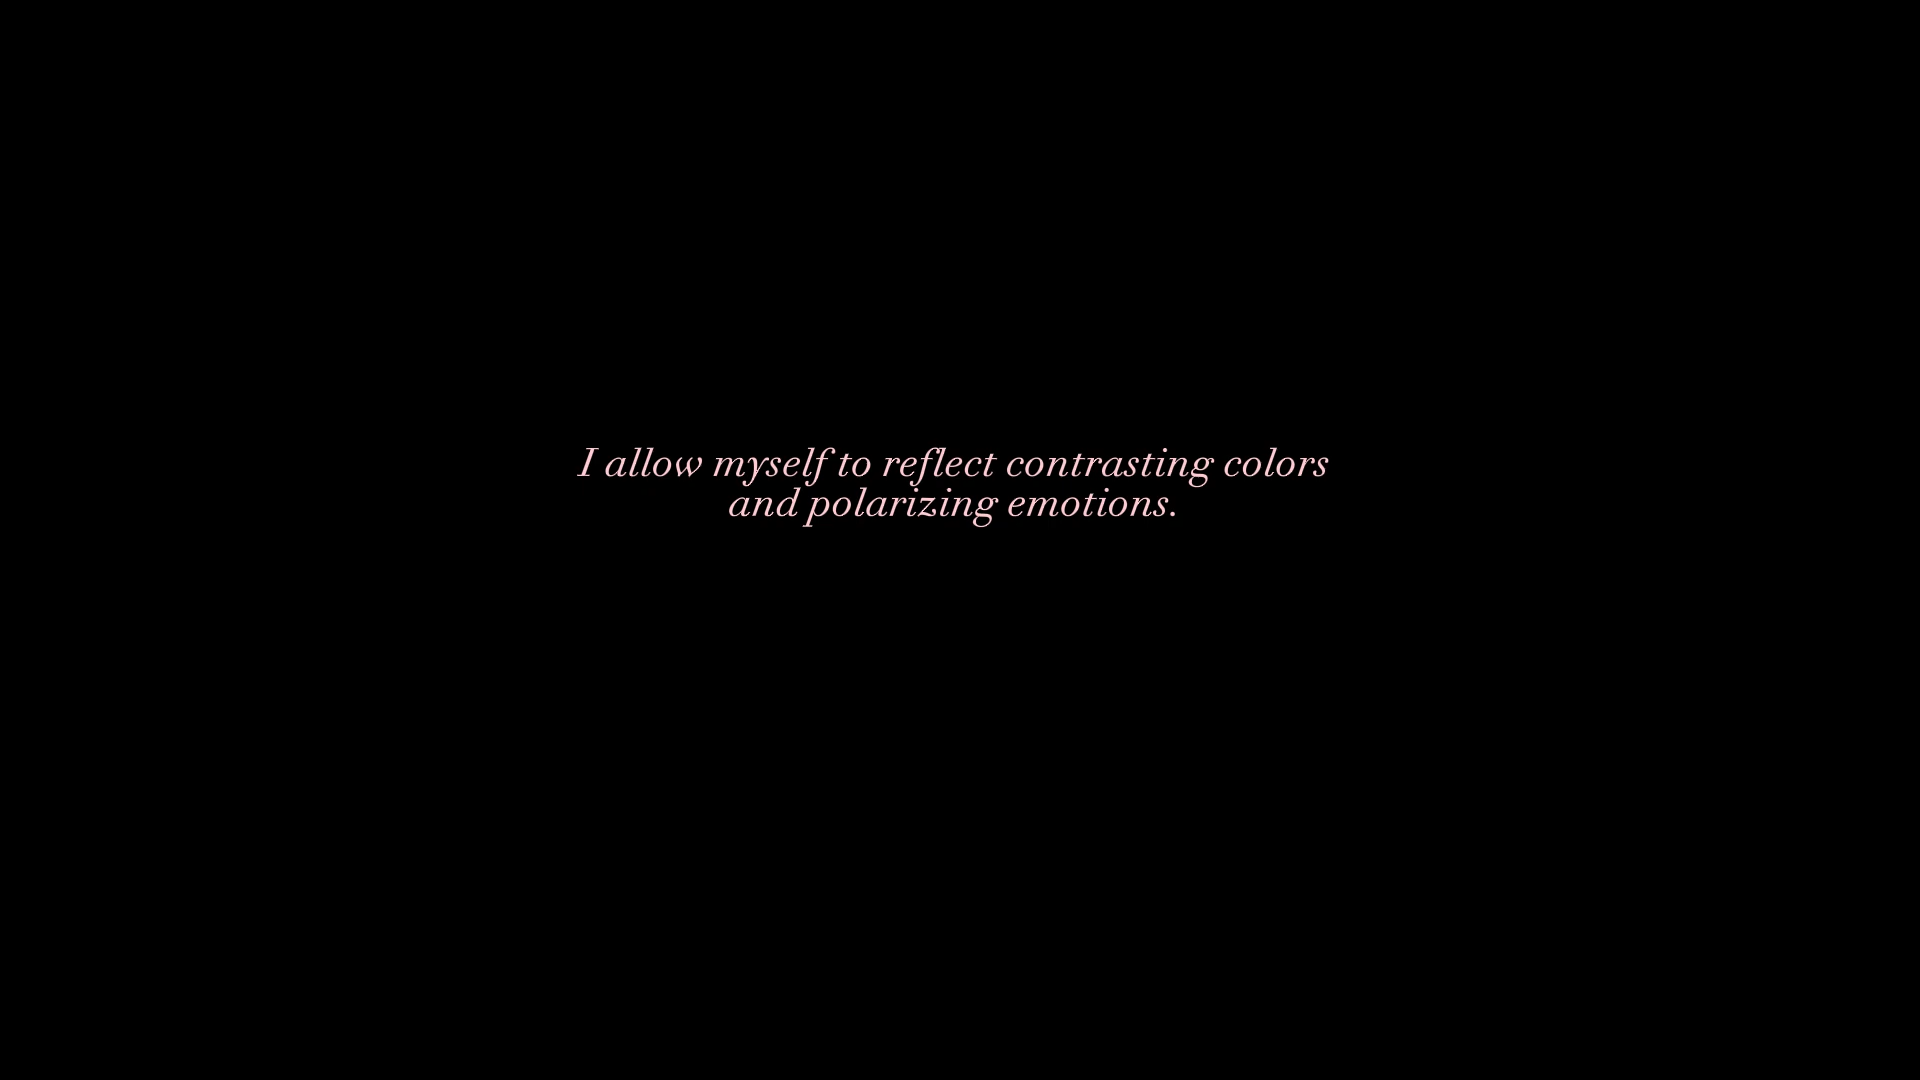 I allow myself to reflect contrasting colors
and polarizing emotions.